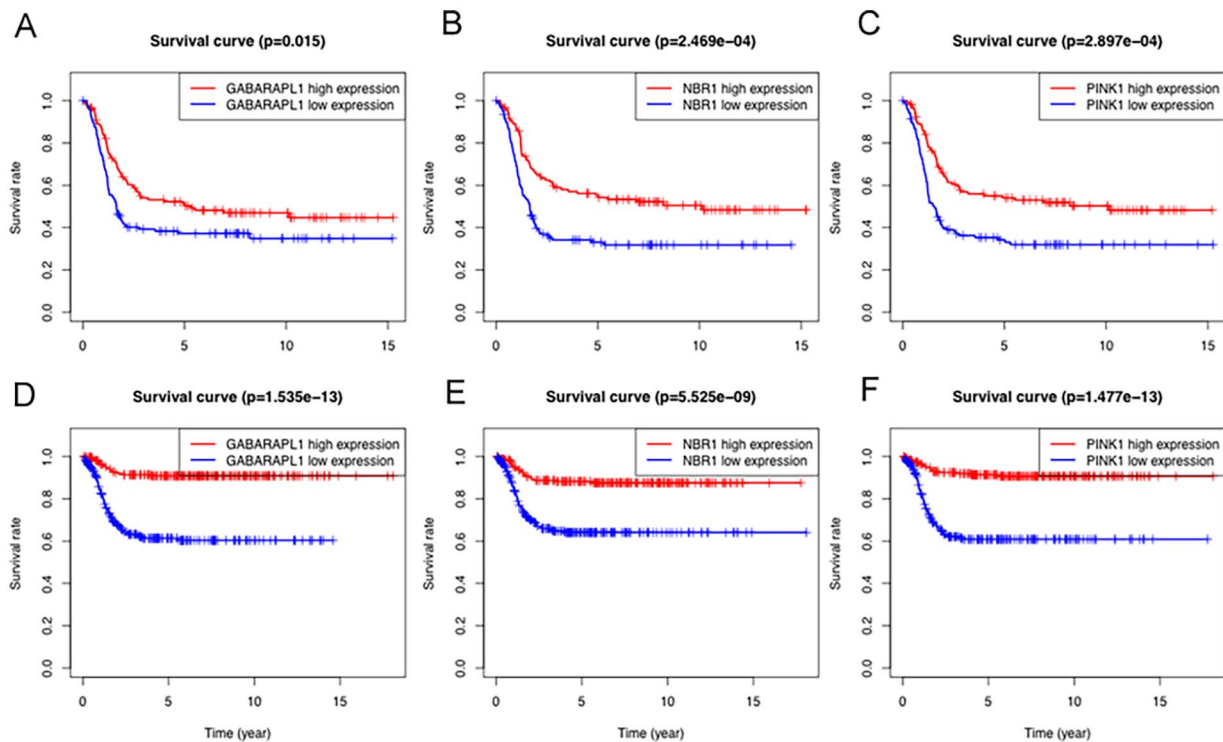 A
Survival curve (p=0.015)
GABARAPL1 high expression
GABARAPL1 low expression
Survival rate
1.0
0.8
0.6
0.4
0.2
0.0
0
5
10
15
B
Survival curve (p=2.469e−04)
NBR1 high expression
NBR1 low expression
Survival rate
1.0
0.8
0.6
0.4
0.2
0.0
0
5
10
15
C
Survival curve (p=2.897e−04)
PINK1 high expression
PINK1 low expression
Survival rate
1.0
0.8
0.6
0.4
0.2
0.0
0
5
10
15
D
Survival curve (p=1.535e−13)
GABARAPL1 high expression
GABARAPL1 low expression
Survival rate
1.0
0.8
0.6
0.4
0.2
0.0
0
5
10
15
Time (year)
E
Survival curve (p=5.525e−09)
NBR1 high expression
NBR1 low expression
Survival rate
1.0
0.8
0.6
0.4
0.2
0.0
0
5
10
15
Time (year)
F
Survival curve (p=1.477e−13)
PINK1 high expression
PINK1 low expression
Survival rate
1.0
0.8
0.6
0.4
0.2
0.0
0
5
10
15
Time (year)